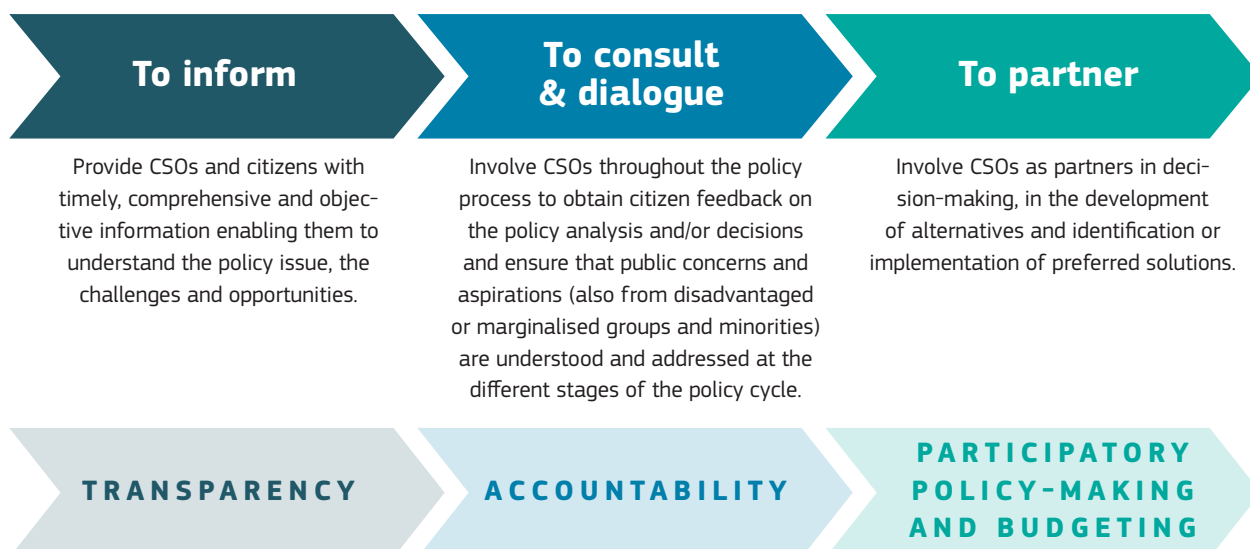 To inform
To consult
& dialogue
To partner
Provide CSOs and citizens with
timely, comprehensive and objec-
tive information enabling them to
understand the policy issue, the
challenges and opportunities.
Involve CSOs throughout the policy
process to obtain citizen feedback on
the policy analysis and/or decisions
and ensure that public concerns and
aspirations (also from disadvantaged
or marginalised groups and minorities)
are understood and addressed at the
different stages of the policy cycle.
Involve CSOs as partners in deci-
sion-making, in the development
of alternatives and identification or
implementation of preferred solutions.
TRANSPARENCY
ACCOUNTABILITY
PARTICIPATORY
POLICY-MAKING
AND BUDGETING